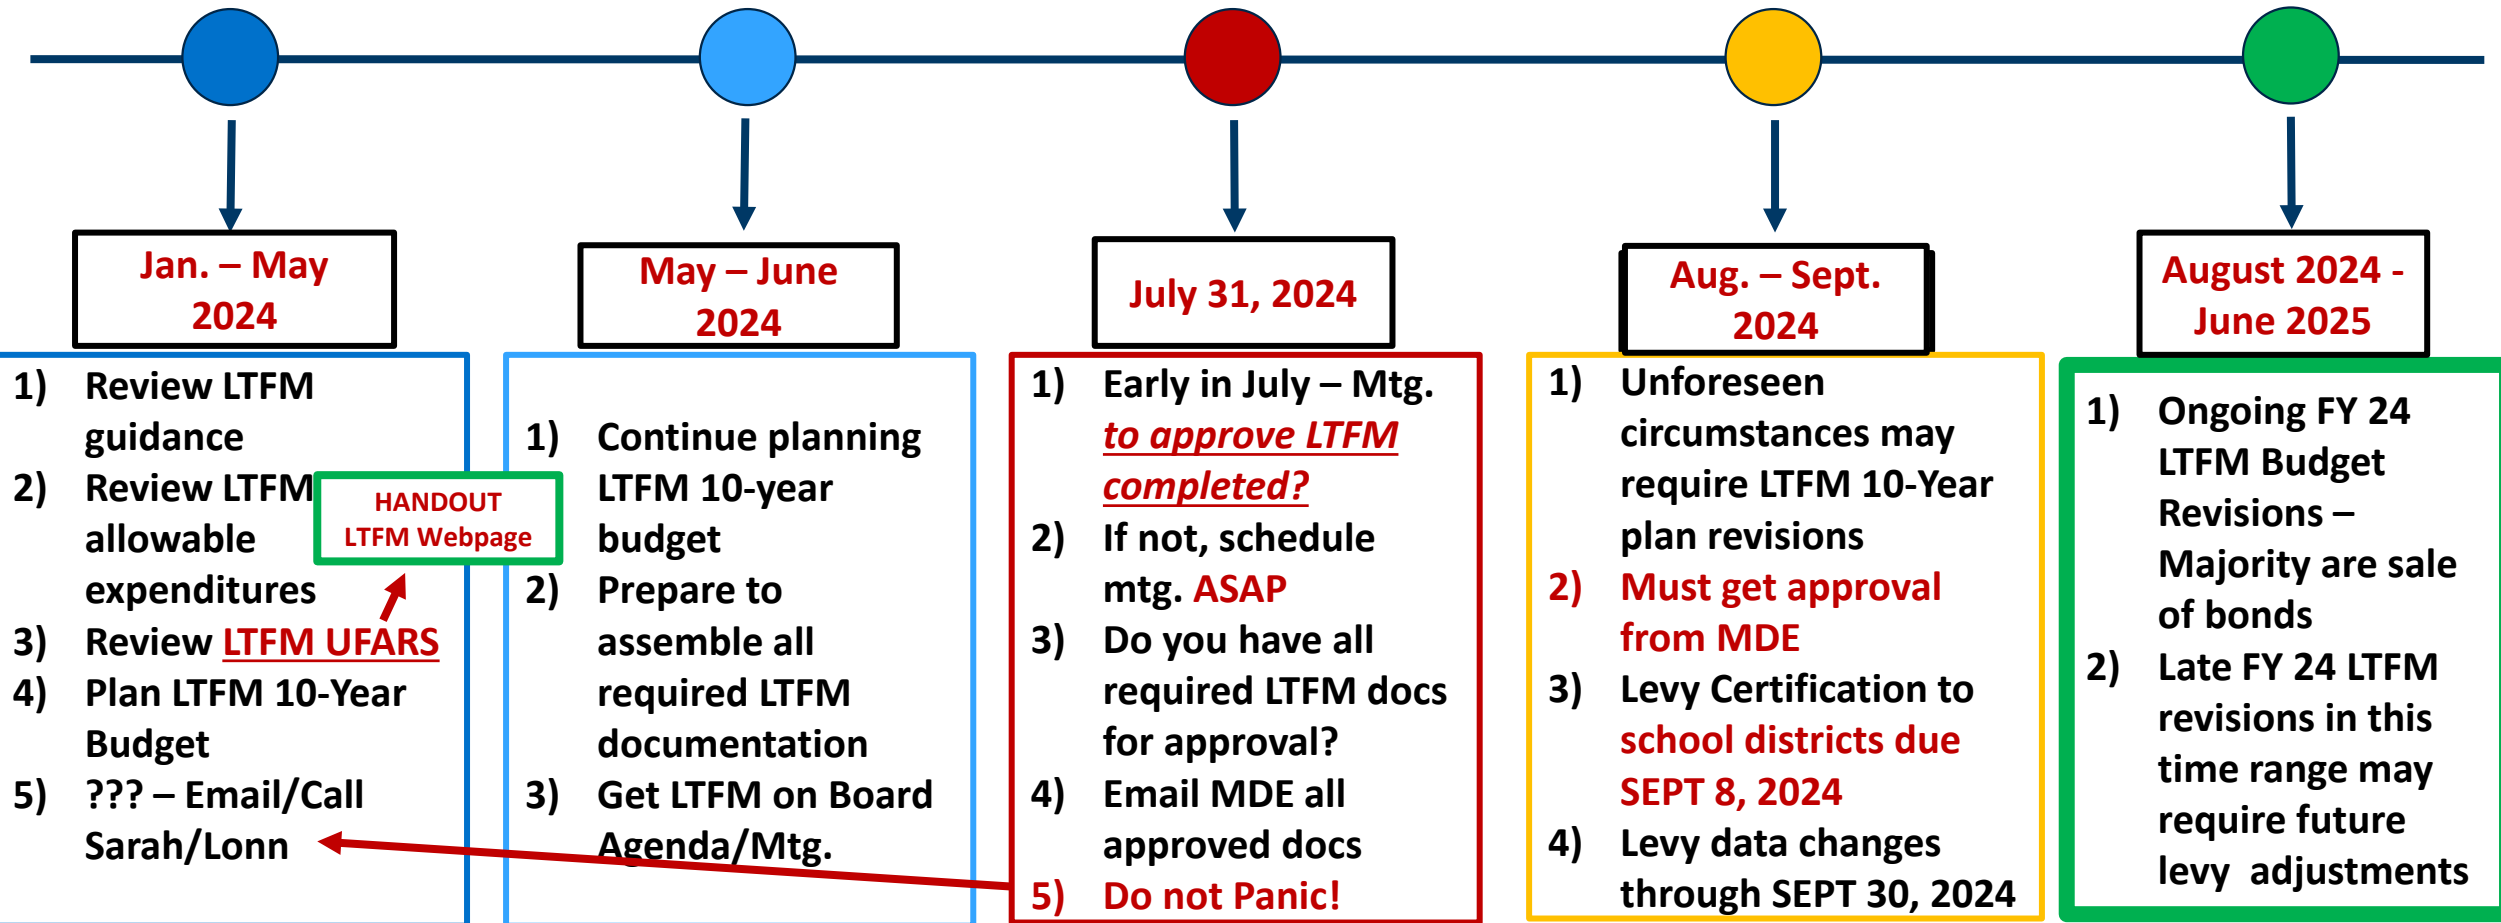 Jan. – May
2024
1) Review LTFM
guidance
2) Review LTFM
allowable
expenditures
3) Review LTFM UFARS
4) Plan LTFM 10-Year
Budget
5) ??? – Email/Call
Sarah/Lonn
HANDOUT
LTFM Webpage
May – June
2024
1) Continue planning
LTFM 10-year
budget
2) Prepare to
assemble all
required LTFM
documentation
3) Get LTFM on Board
Agenda/Mtg.
July 31, 2024
1) Early in July – Mtg.
to approve LTFM
completed?
2) If not, schedule
mtg. ASAP
3) Do you have all
required LTFM docs
for approval?
4) Email MDE all
approved docs
5) Do not Panic!
Aug. – Sept.
2024
1) Unforeseen
circumstances may
require LTFM 10-Year
plan revisions
2) Must get approval
from MDE
3) Levy Certification to
school districts due
SEPT 8, 2024
4) Levy data changes
through SEPT 30, 2024
August 2024 -
June 2025
1) Ongoing FY 24
LTFM Budget
Revisions –
Majority are sale
of bonds
2) Late FY 24 LTFM
revisions in this
time range may
require future
levy adjustments